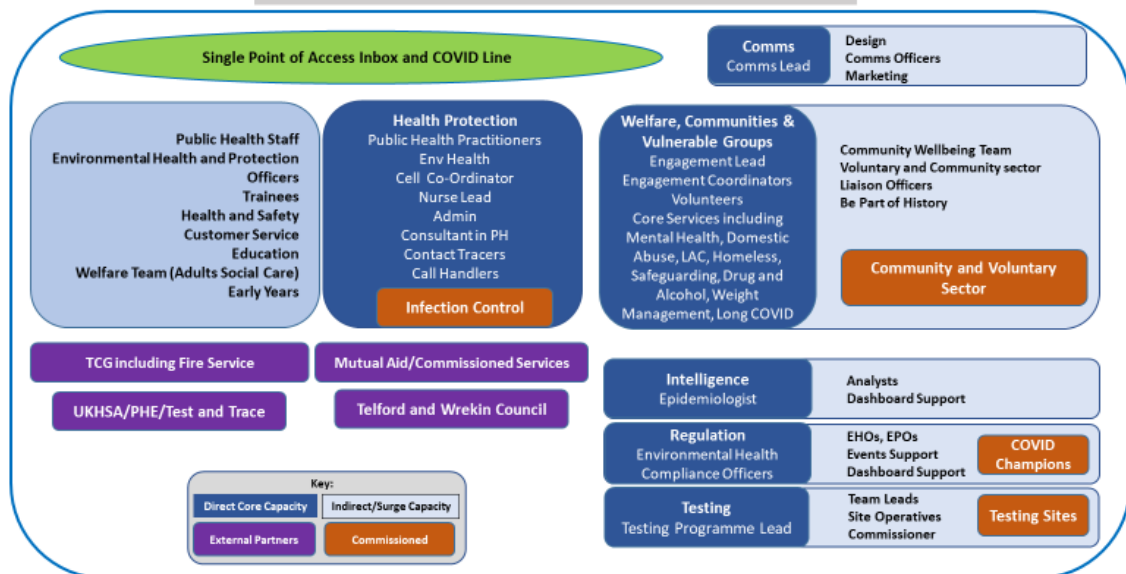 Single Point of Access Inbox and COVID Line
Comms
Comms Lead
Design
Comms Officers
Marketing
Public Health Staff
Environmental Health and Protection
Officers
Trainees
Health and Safety
Customer Service
Education
Welfare Team (Adults Social Care)
Early Years
Health Protection
Public Health Practitioners
Env Health
Cell Co-Ordinator
Nurse Lead
Admin
Consultant in PH
Contact Tracers
Call Handlers
Infection Control
Welfare, Communities &
Vulnerable Groups
Engagement Lead
Engagement Coordinators
Volunteers
Core Services including
Mental Health, Domestic
Abuse, LAC, Homeless,
Safeguarding, Drug and
Alcohol, Weight
Management, Long COVID
Community Wellbeing Team
Voluntary and Community sector
Liaison Officers
Be Part of History
Community and Voluntary
Sector
TCG including Fire Service
Mutual Aid/Commissioned Services
UKHSA/PHE/Test and Trace
Telford and Wrekin Council
Intelligence
Epidemiologist
Analysts
Dashboard Support
Regulation
Environmental Health
Compliance Officers
EHOs, EPOs
Events Support
Dashboard Support
COVID
Champions
Testing
Testing Programme Lead
Team Leads
Site Operatives
Commissioner
Testing Sites
Key:
Direct Core Capacity
Indirect/Surge Capacity
External Partners
Commissioned